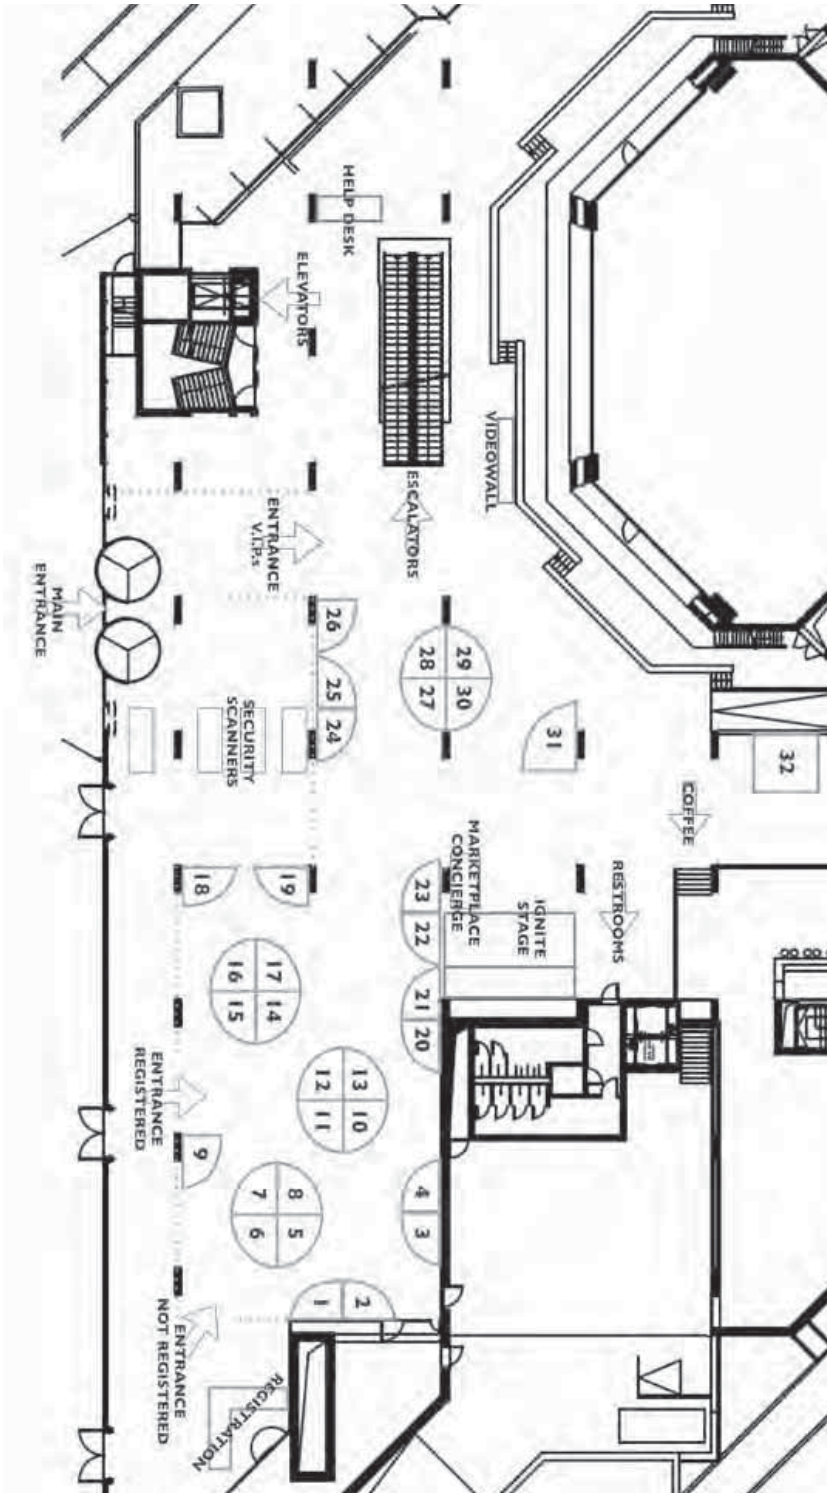 HELP DESK
ELEVATORS
VIDEOWALL
ESCALATORS
ENTRANCE
V.I.P.s
MAIN
ENTRANCE
26
25
24
29
28
30
27
31
32
SECURITY
SCANNERS
COFFEE
MARKETPLACE
CONCIERGE
IGNITE
STAGE
RESTROOMS
18
19
23
22
21
20
17
16
14
15
13
12
10
11
ENTRANCE
REGISTERED
9
8
7
5
6
4
3
1
2
ENTRANCE
NOT REGISTERED
REGISTRATION